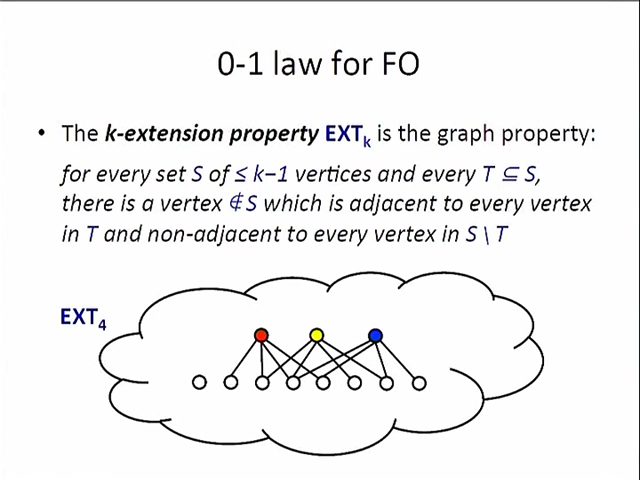 0-1 law for FO
• The k-extension property EXTk is the graph property:
for every set S of ≤ k−1 vertices and every T ⊆ S,
there is a vertex ∉ S which is adjacent to every vertex
in T and non-adjacent to every vertex in S \ T
EXT4